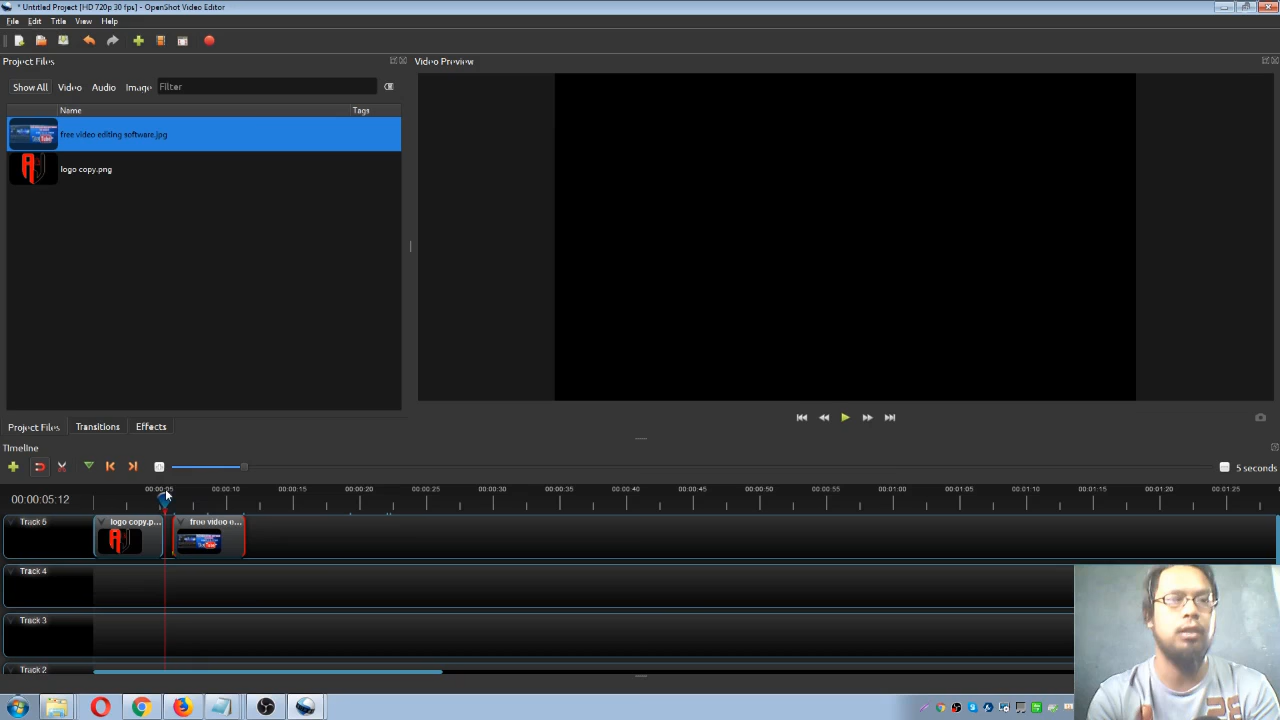 * Untitled Project [HD 720p 30 fps] - OpenShot Video Editor
File Edit Title View Help
Project Files
Video Preview
Show All Video Audio Image Filter
Name Tags
free video editing software.jpg
logo copy.png
Project Files Transitions Effects
Timeline
5 seconds
00:00:05:12
00:00:05 00:00:10 00:00:15 00:00:20 00:00:25 00:00:30 00:00:35 00:00:40 00:00:45 00:00:50 00:00:55 00:01:00 00:01:05 00:01:10 00:01:15 00:01:20 00:01:25
Track 5 logo copy.p... free video e...
Track 4
Track 3
Track 2